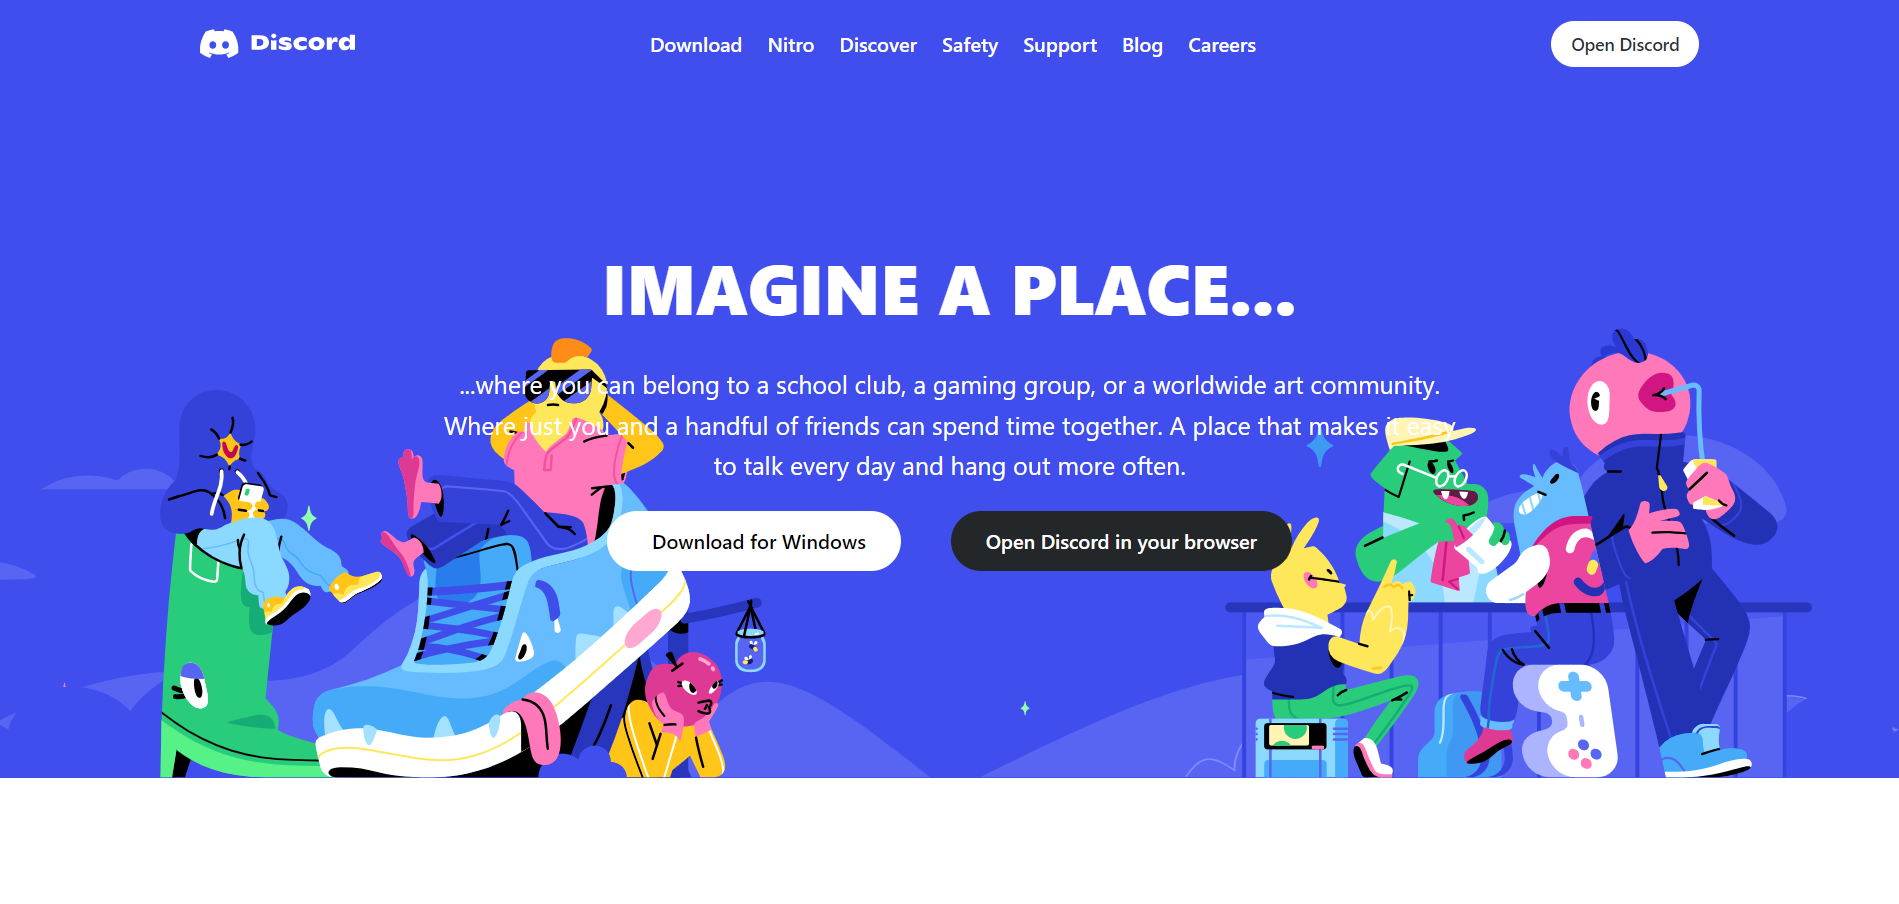 Discord
Download Nitro Discover Safety Support Blog Careers
Open Discord
IMAGINE A PLACE...
...where you can belong to a school club, a gaming group, or a worldwide art community.
Where just you and a handful of friends can spend time together. A place that makes it easy
to talk every day and hang out more often.
Download for Windows
Open Discord in your browser